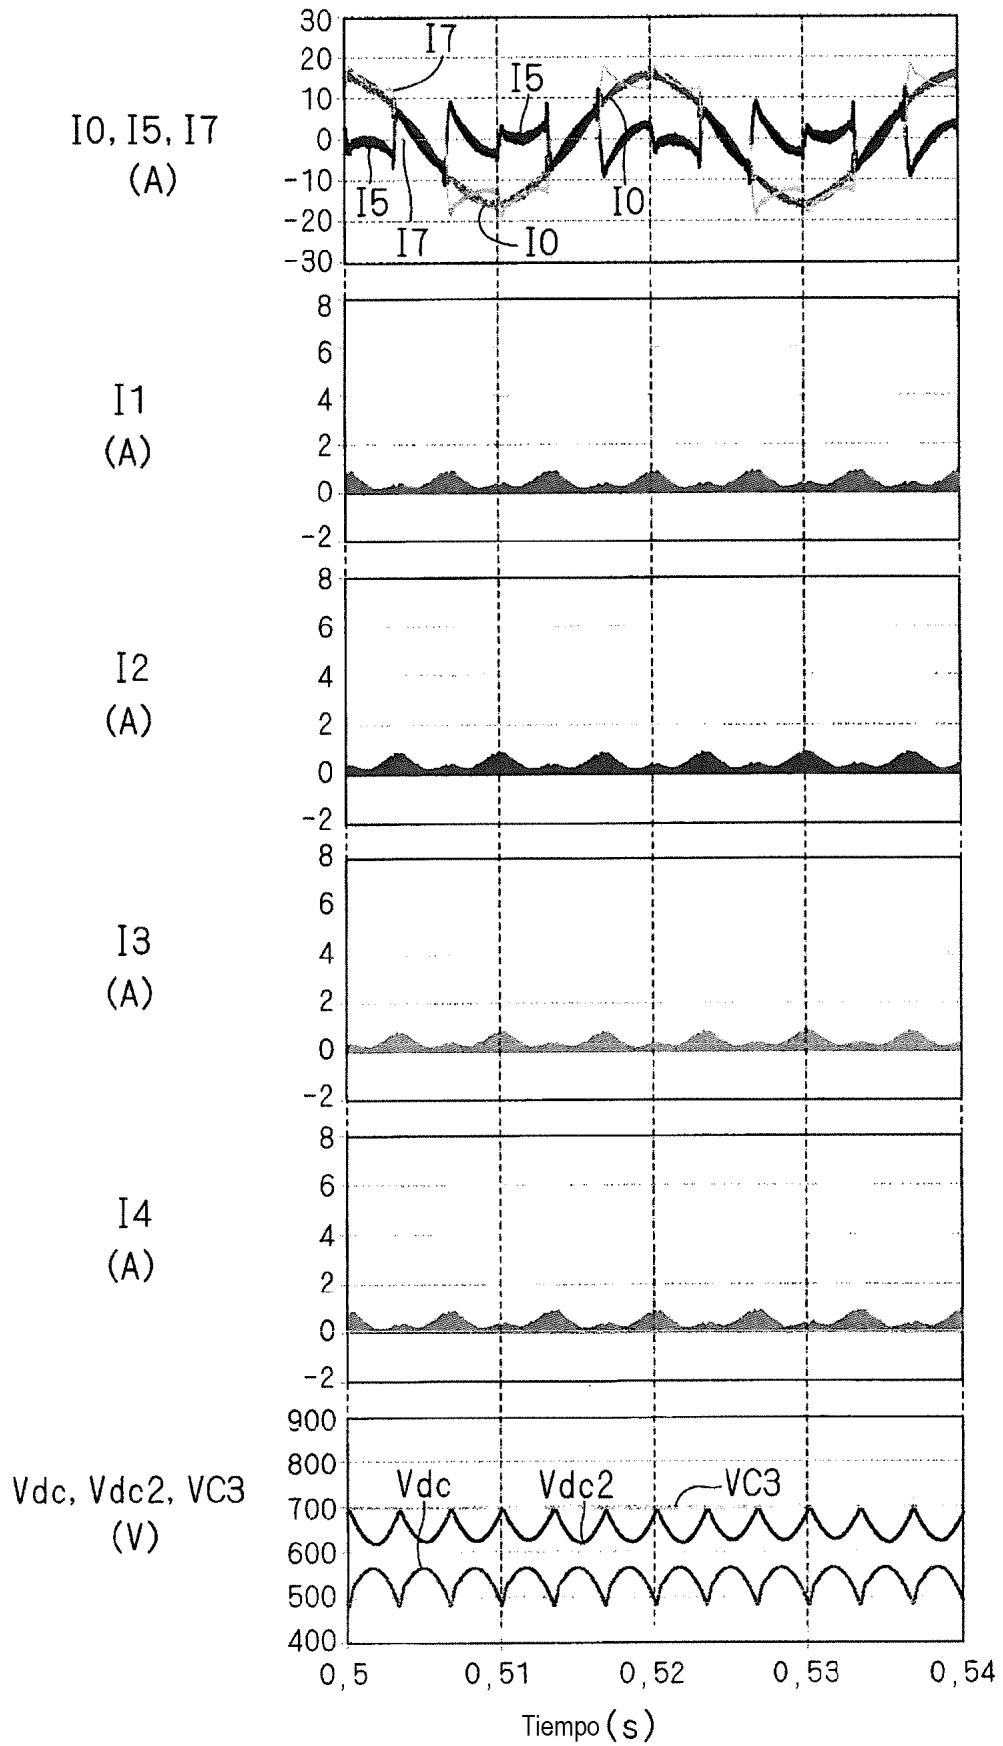 I0, I5, I7
(A)
30
20
10
0
-10
-20
-30
I7
I5
I5
I7
I0
I0
I1
(A)
8
6
4
2
0
-2
I2
(A)
8
6
4
2
0
-2
I3
(A)
8
6
4
2
0
-2
I4
(A)
8
6
4
2
0
-2
Vdc, Vdc2, VC3
(V)
900
800
700
600
500
400
Vdc
Vdc2
VC3
0,5
0,51
0,52
0,53
0,54
Tiempo (s)